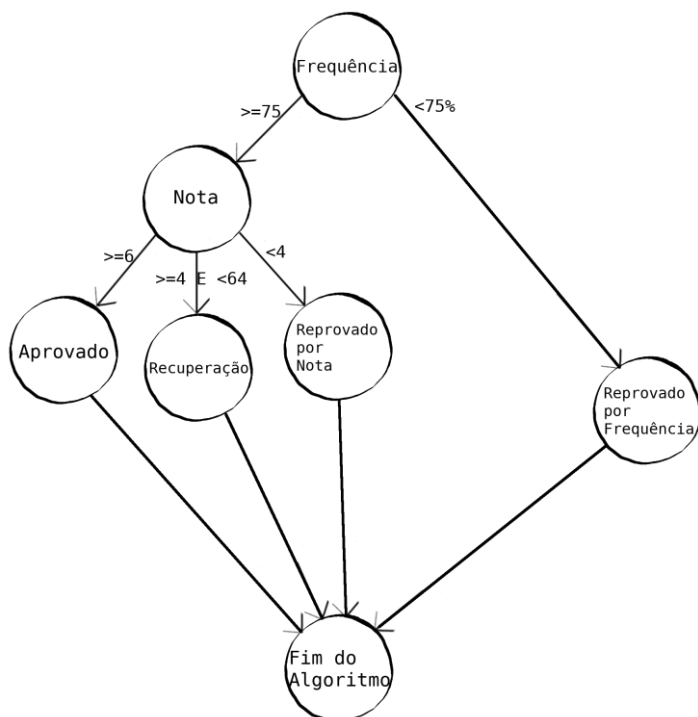 Frequência
>=75
<75%
Nota
>=6
>=4 E <64
<4
Aprovado
Recuperação
Reprovado
por
Nota
Reprovado
por
Frequência
Fim do
Algoritmo